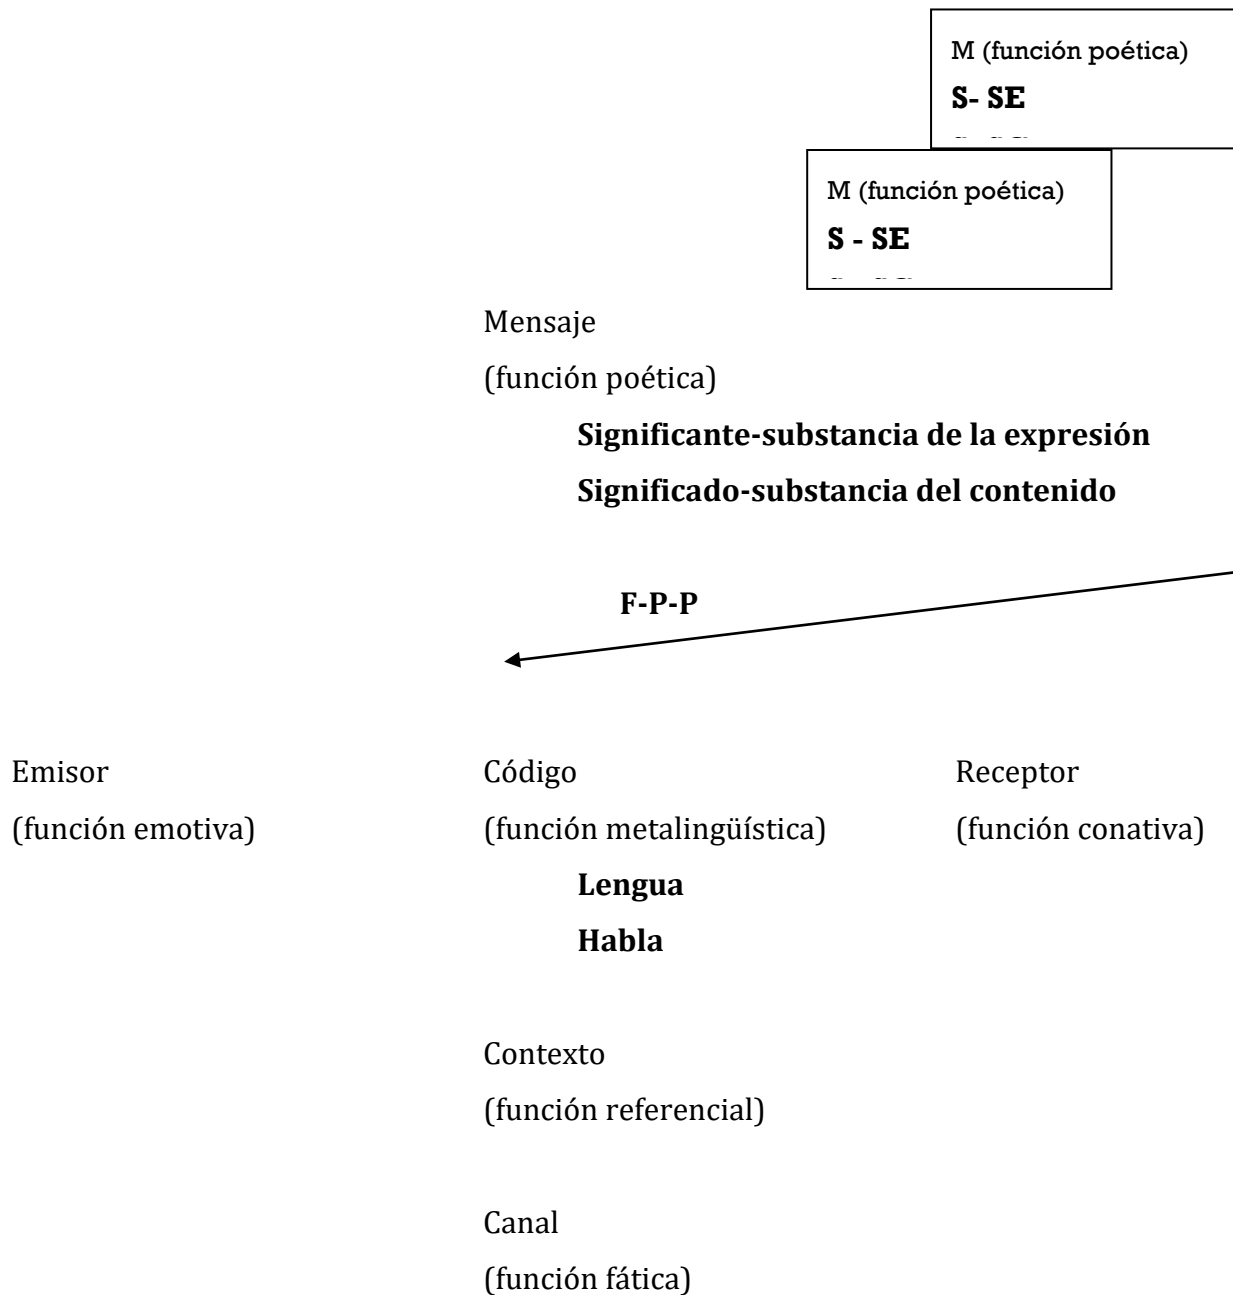 M (función poética)
S- SE
M (función poética)
S - SE
Mensaje
(función poética)
Significante-substancia de la expresión
Significado-substancia del contenido
F-P-P
Emisor
Código
Receptor
(función emotiva)
(función metalingüística)
(función conativa)
Lengua
Habla
Contexto
(función referencial)
Canal
(función fática)